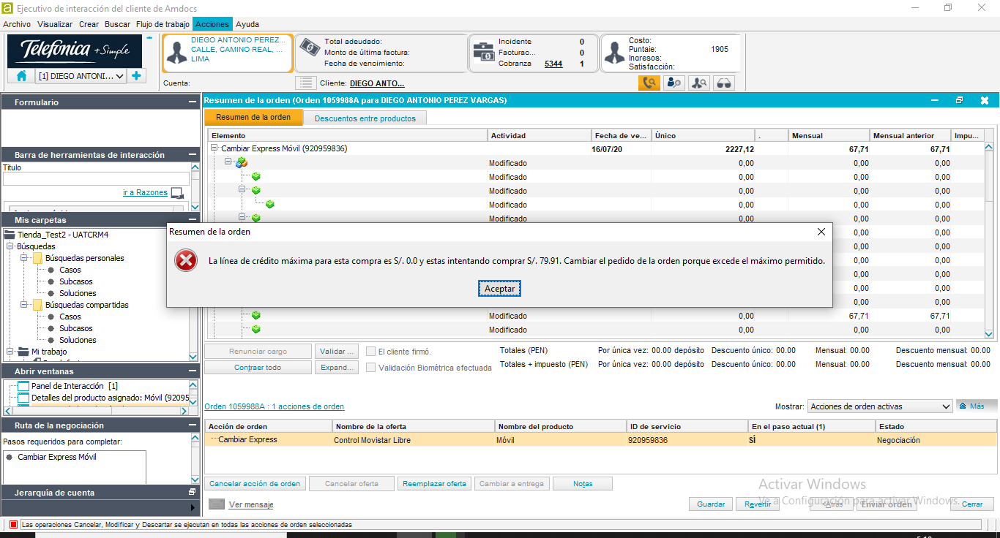 Ejecutivo de interacción del cliente de Amdocs
Archivo Visualizar Crear Buscar Flujo de trabajo Acciones Ayuda
Telefónica +Simple
[1] DIEGO ANTONI...
DIEGO ANTONIO PEREZ...
CALLE, CAMINO REAL, ...
LIMA
Total adeudado:
Monto de última factura:
Fecha de vencimiento:
Incidente 0
Facturac... 0
Cobranza 5344 1
Costo:
Puntaje: 1905
Ingresos:
Satisfacción:
Cuenta:
Cliente: DIEGO ANTO...
Formulario
Barra de herramientas de interacción
Título
ir a Razones
Mis carpetas
Tienda_Test2 - UATCRM4
Búsquedas
Búsquedas personales
Casos
Subcasos
Soluciones
Búsquedas compartidas
Casos
Subcasos
Soluciones
Mi trabajo
Abrir ventanas
Panel de Interacción [1]
Detalles del producto asignado: Móvil (92095
Ruta de la negociación
Pasos requeridos para completar:
Cambiar Express Móvil
Jerarquía de cuenta
Resumen de la orden (Orden 1059988A para DIEGO ANTONIO PEREZ VARGAS)
Resumen de la orden Descuentos entre productos
Elemento Actividad Fecha de ve... Único . Mensual Mensual anterior Impu...
Cambiar Express Móvil (920959836) 16/07/20 2227,12 67,71 67,71
Modificado 0,00 0,00 0,00
Modificado 0,00 0,00 0,00
Modificado 0,00 0,00 0,00
Modificado 0,00 0,00 0,00
Modificado 0,00 0,00 0,00
0,00
0,00
0,00
0,00
0,00
0,00
Modificado 0,00 67,71 67,71
Modificado 0,00 0,00 0,00
Resumen de la orden
La línea de crédito máxima para esta compra es S/. 0.0 y estas intentando comprar S/. 79.91. Cambiar el pedido de la orden porque excede el máximo permitido.
Aceptar
Renunciar cargo Validar ... El cliente firmó.
Contraer todo Expand... Validación Biométrica efectuada
Totales (PEN) Por única vez: 00.00 depósito Descuento único: 00.00 Mensual: 00.00 Descuento mensual: 00.00
Totales + impuesto (PEN) Por única vez: 00.00 depósito Descuento único: 00.00 Mensual: 00.00 Descuento mensual: 00.00
Orden 1059988A : 1 acciones de orden
Mostrar: Acciones de orden activas Más
Acción de orden Nombre de la oferta Nombre del producto ID de servicio En el paso actual (1) Estado
Cambiar Express Control Movistar Libre Móvil 920959836 SÍ Negociación
Cancelar acción de orden Cancelar oferta Reemplazar oferta Cambiar a entrega Notas
Ver mensaje
Guardar Revertir <Atrás Enviar orden Cerrar
Activar Windows
Ve a Configuración para activar Windows.
Las operaciones Cancelar, Modificar y Descartar se ejecutan en todas las acciones de orden seleccionadas